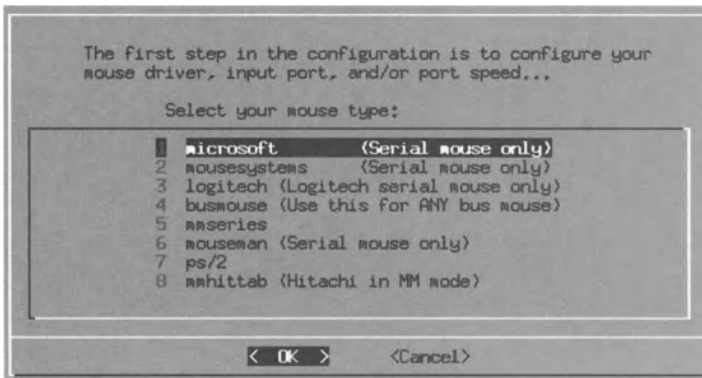 The first step in the configuration is to configure your
mouse driver, input port, and/or port speed...
Select your mouse type:
1 microsoft (Serial mouse only)
2 mousesystems (Serial mouse only)
3 logitech (Logitech serial mouse only)
4 busmouse (Use this for ANY bus mouse)
5 mmseries
6 mouseman (Serial mouse only)
7 ps/2
8 mmhittab (Hitachi in MM mode)
< OK > <Cancel>